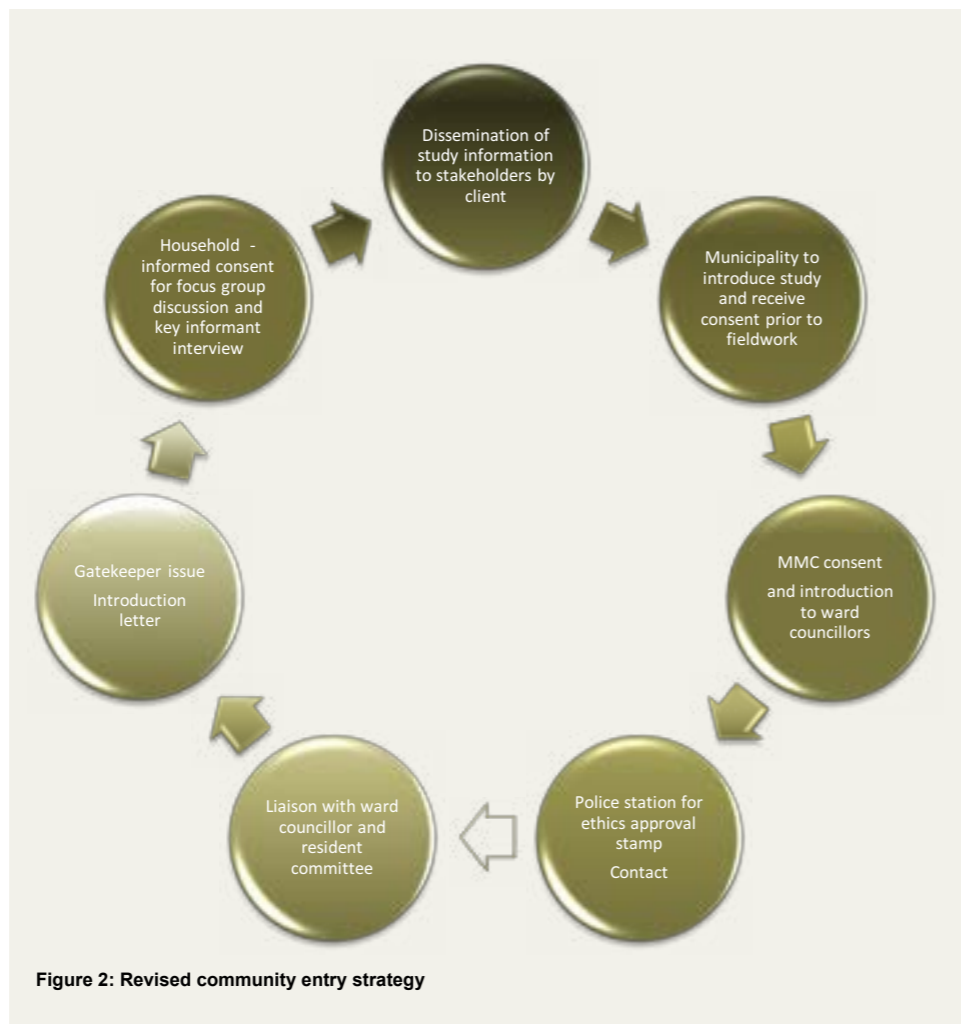 Dissemination of
study information
to stakeholders by
client
Municipality to
introduce study
and receive
consent prior to
fieldwork
MMC consent
and introduction
to ward
councillors
Police station for
ethics approval
stamp
Contact
Liaison with ward
councillor and
resident
committee
Gatekeeper issue
Introduction
letter
Household -
informed consent
for focus group
discussion and
key informant
interview
Figure 2: Revised community entry strategy